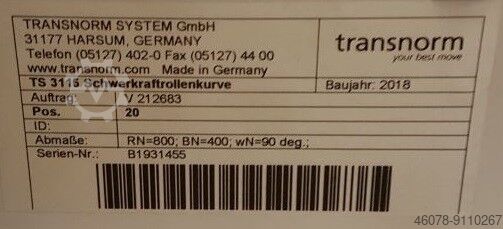 TRANSNORM SYSTEM GmbH
31177 HARSUM, GERMANY
Telefon (05127) 402-0 Fax (05127) 44 00
www.transnorm.com Made in Germany
transnorm
your best move
TS 3115 Schwerkraftrollenkurve
Baujahr: 2018
Auftrag: V 212683
Pos. 20
ID:
Abmaße: RN=800; BN=400; wN=90 deg.;
Serien-Nr.: B1931455
46078-9110267